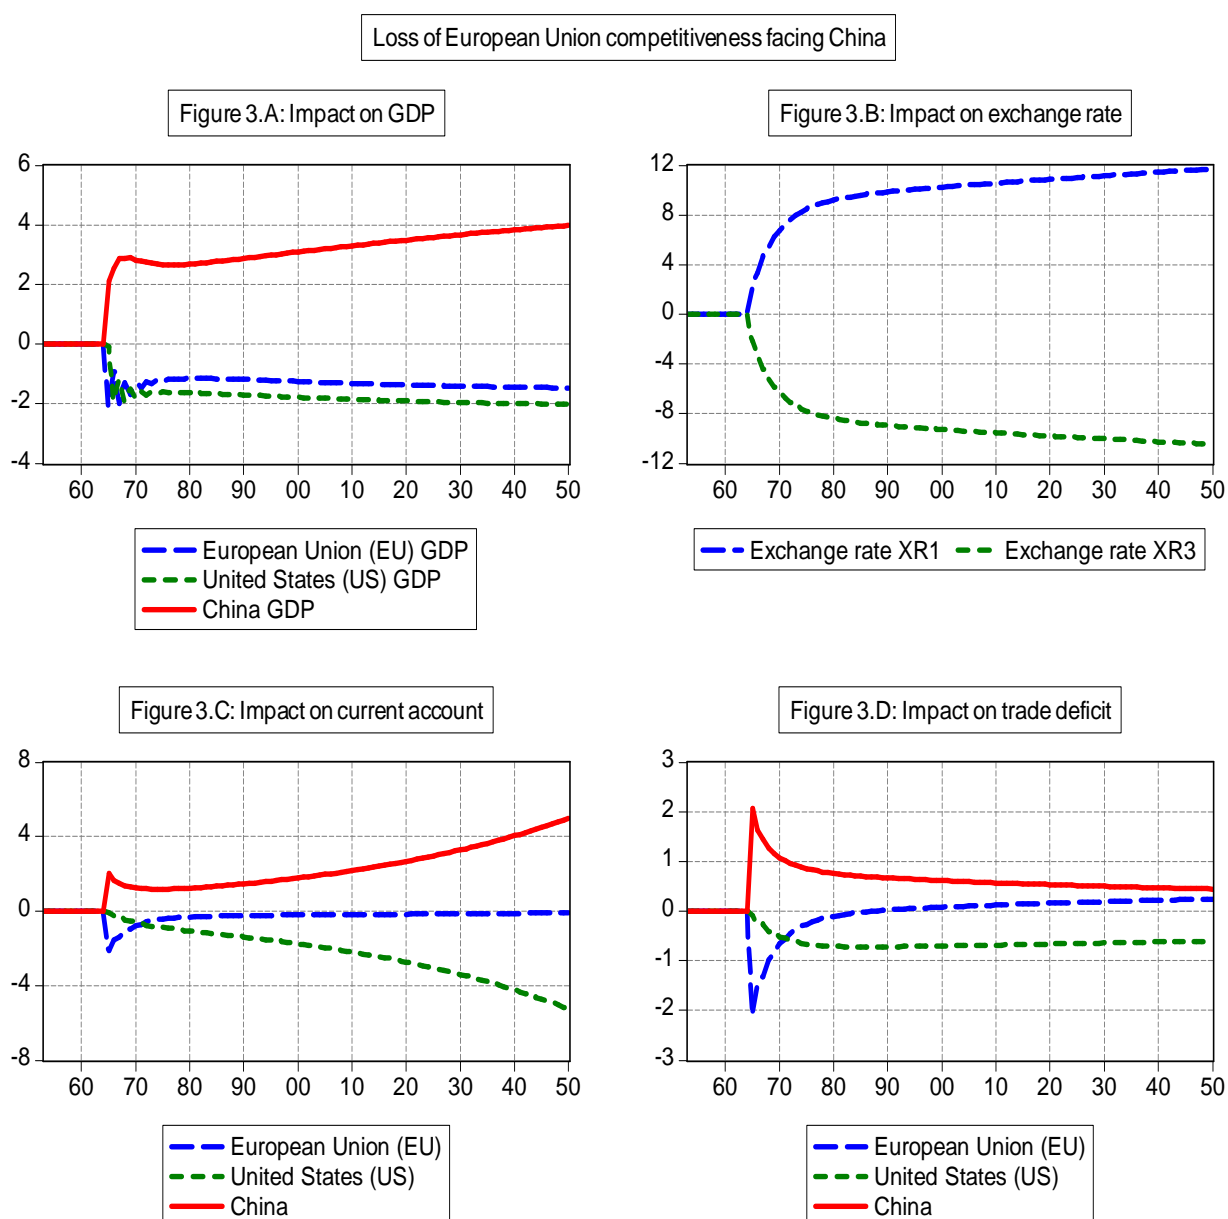 Loss of European Union competitiveness facing China
Figure 3.A: Impact on GDP
6
4
2
0
-2
-4
60 70 80 90 00 10 20 30 40 50
European Union (EU) GDP
United States (US) GDP
China GDP
Figure 3.B: Impact on exchange rate
12
8
4
0
-4
-8
-12
60 70 80 90 00 10 20 30 40 50
Exchange rate XR1 Exchange rate XR3
Figure 3.C: Impact on current account
8
4
0
-4
-8
60 70 80 90 00 10 20 30 40 50
European Union (EU)
United States (US)
China
Figure 3.D: Impact on trade deficit
3
2
1
0
-1
-2
-3
60 70 80 90 00 10 20 30 40 50
European Union (EU)
United States (US)
China